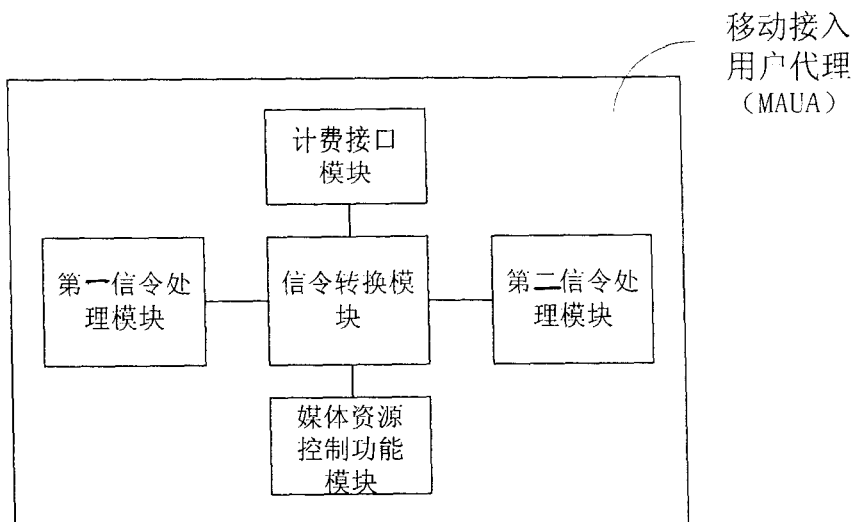 移动接入
用户代理
(MAUA)
计费接口
模块
第一信令处
理模块
信令转换模
块
第二信令处
理模块
媒体资源
控制功能
模块